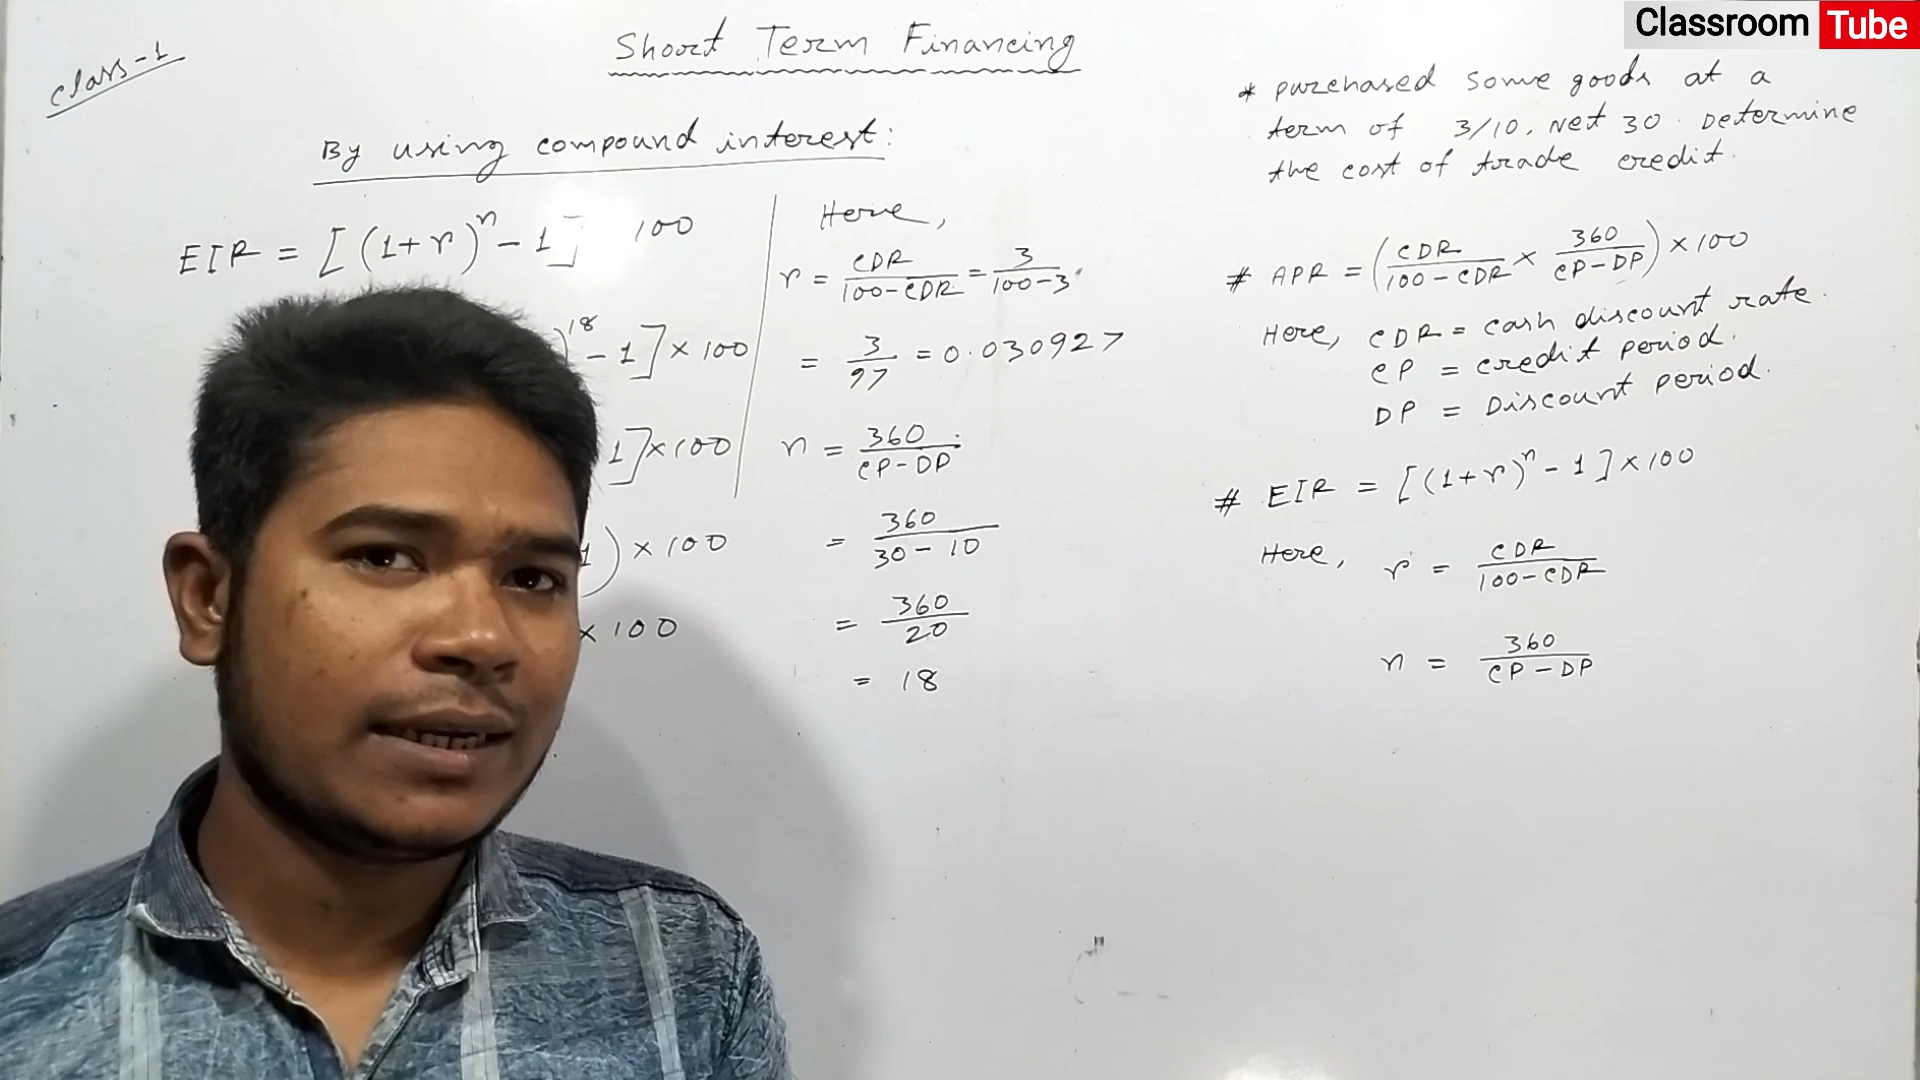 Classroom Tube
class-1
Short Term Financing
By using compound interest:
EIR = [(1+r)^n - 1] 100
)^18 - 1] × 100
1] × 100
1) × 100
× 100
Here,
r = CDR/(100-CDR) = 3/(100-3)
= 3/97 = 0.030927
n = 360/(CP-DP)
= 360/(30-10)
= 360/20
= 18
* purchased some goods at a
term of 3/10, Net 30. Determine
the cost of trade credit.
# APR = (CDR/(100-CDR) × 360/(CP-DP)) × 100
Here, CDR = cash discount rate.
CP = credit period.
DP = Discount period.
# EIR = [(1+r)^n - 1] × 100
Here, r = CDR/(100-CDR)
n = 360/(CP-DP)